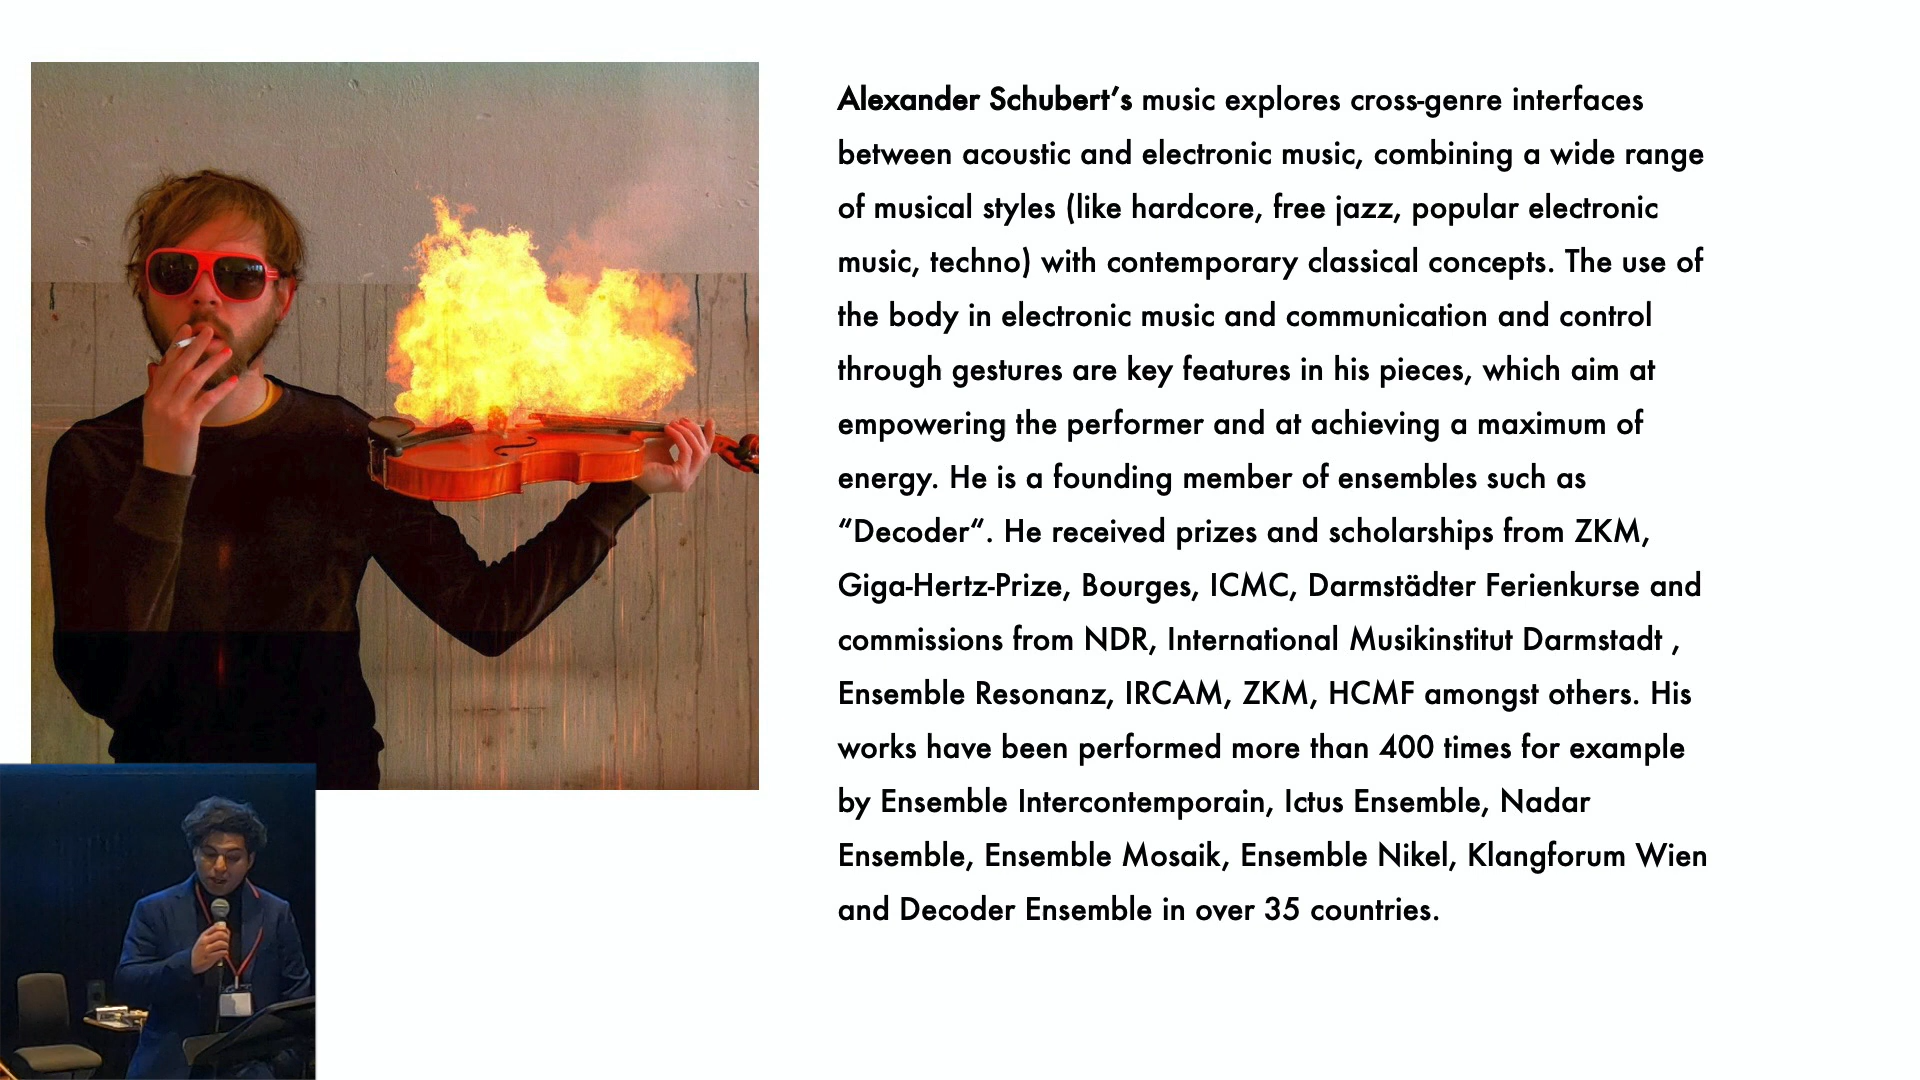 Alexander Schubert’s music explores cross-genre interfaces
between acoustic and electronic music, combining a wide range
of musical styles (like hardcore, free jazz, popular electronic
music, techno) with contemporary classical concepts. The use of
the body in electronic music and communication and control
through gestures are key features in his pieces, which aim at
empowering the performer and at achieving a maximum of
energy. He is a founding member of ensembles such as
“Decoder“. He received prizes and scholarships from ZKM,
Giga-Hertz-Prize, Bourges, ICMC, Darmstädter Ferienkurse and
commissions from NDR, International Musikinstitut Darmstadt ,
Ensemble Resonanz, IRCAM, ZKM, HCMF amongst others. His
works have been performed more than 400 times for example
by Ensemble Intercontemporain, Ictus Ensemble, Nadar
Ensemble, Ensemble Mosaik, Ensemble Nikel, Klangforum Wien
and Decoder Ensemble in over 35 countries.